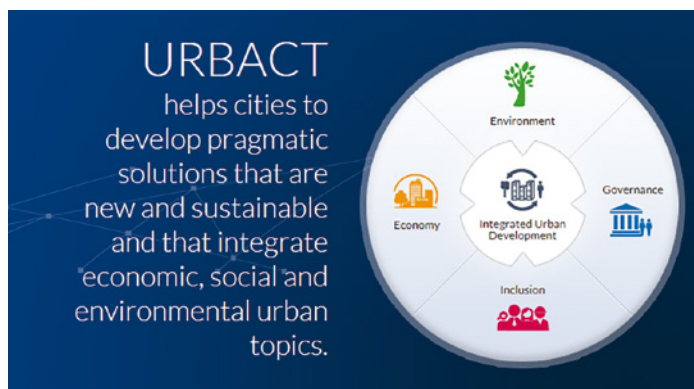 URBACT
helps cities to
develop pragmatic
solutions that are
new and sustainable
and that integrate
economic, social and
environmental urban
topics.
Environment
Governance
Economy
Integrated Urban
Development
Inclusion